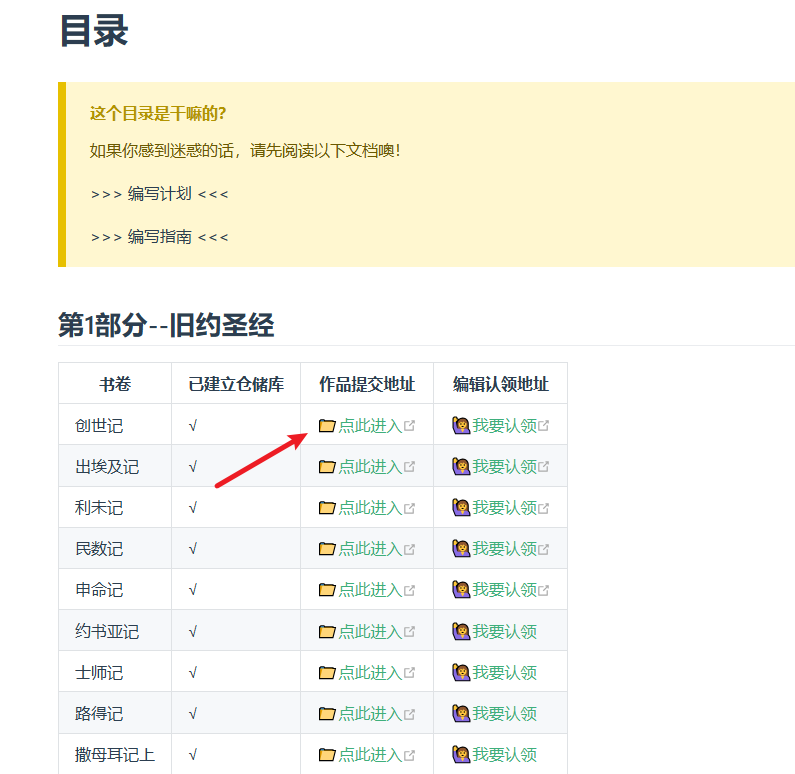 目录
这个目录是干嘛的?
如果你感到迷惑的话，请先阅读以下文档噢!
>>> 编写计划 <<<
>>> 编写指南 <<<
第1部分--旧约圣经
书卷 已建立仓储库 作品提交地址 编辑认领地址
创世记 √ 点此进入 我要认领
出埃及记 √ 点此进入 我要认领
利未记 √ 点此进入 我要认领
民数记 √ 点此进入 我要认领
申命记 √ 点此进入 我要认领
约书亚记 √ 点此进入 我要认领
士师记 √ 点此进入 我要认领
路得记 √ 点此进入 我要认领
撒母耳记上 √ 点此进入 我要认领